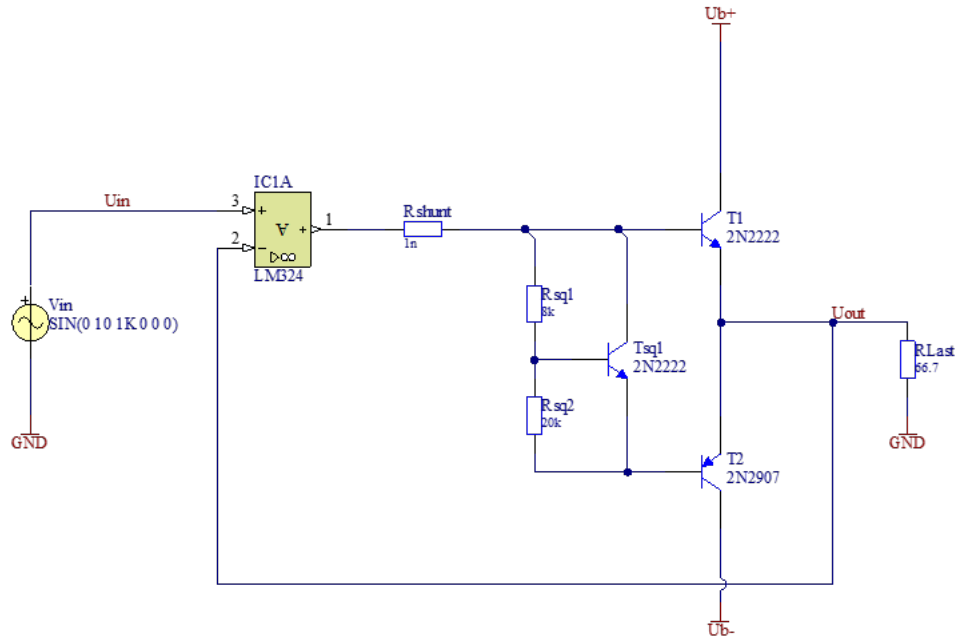 Ub+
IC1A
Uin
3
+
A
+
1
2
−
▷∞
LM324
Rshunt
1n
T1
2N2222
Vin
SIN(0 10 1K 0 0 0)
+
Rsq1
8k
Tsq1
2N2222
Uout
RLast
66.7
Rsq2
20k
GND
GND
T2
2N2907
Ub-